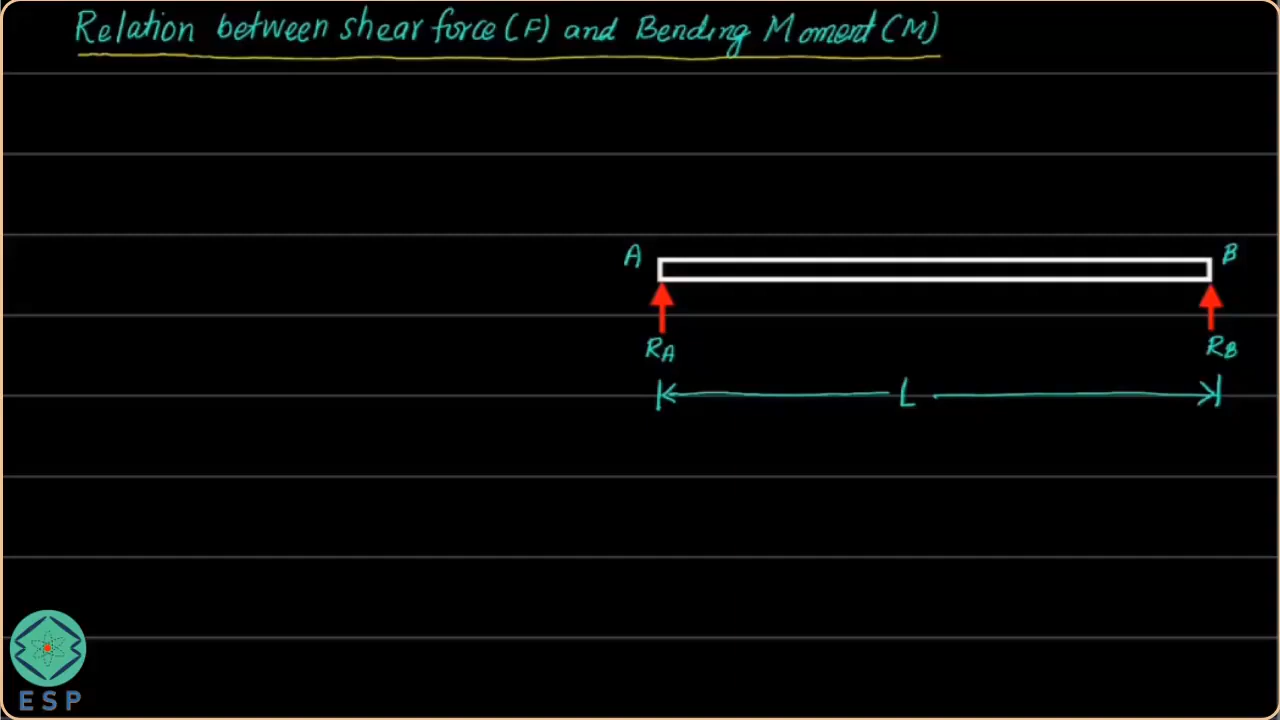 Relation between shear force (F) and Bending Moment (M)
A
B
RA
RB
L
ESP